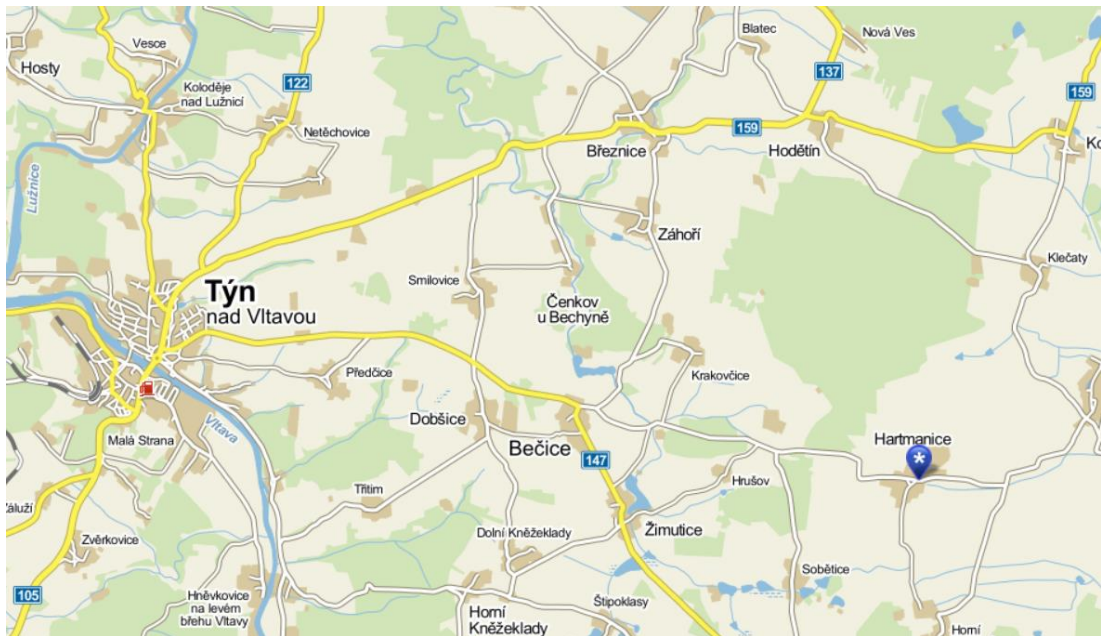 Vesce
Hosty
Koloděje
nad Lužnicí
122
Netěchovice
Blatec
Nová Ves
137
159
159
Březnice
Hodětín
Lužnice
Záhoří
Klečaty
Smilovice
Týn
nad Vltavou
Čenkov
u Bechyně
Předčice
Krakovčice
Dobšice
Bečice
147
Malá Strana
Vltava
Hartmanice
*
Hrušov
Třitim
Žimutice
Dolní Kněžeklady
Zvěrkovice
Sobětice
105
Hněvkovice
na levém
břehu Vltavy
Horní
Kněžeklady
Štipoklasy
Horní